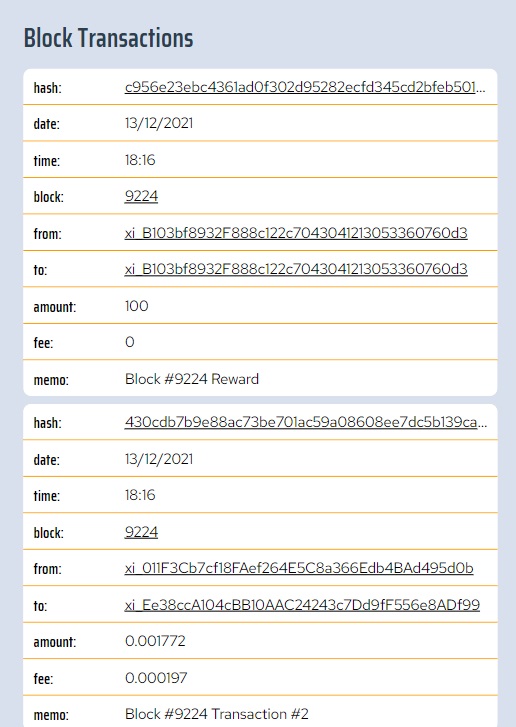 Block Transactions
hash: c956e23ebc4361ad0f302d95282ecfd345cd2bfeb501...
date: 13/12/2021
time: 18:16
block: 9224
from: xi_B103bf8932F888c122c7043041213053360760d3
to: xi_B103bf8932F888c122c7043041213053360760d3
amount: 100
fee: 0
memo: Block #9224 Reward
hash: 430cdb7b9e88ac73be701ac59a08608ee7dc5b139ca...
date: 13/12/2021
time: 18:16
block: 9224
from: xi_011F3Cb7cf18FAef264E5C8a366Edb4BAd495d0b
to: xi_Ee38ccA104cBB10AAC24243c7Dd9fF556e8ADf99
amount: 0.001772
fee: 0.000197
memo: Block #9224 Transaction #2